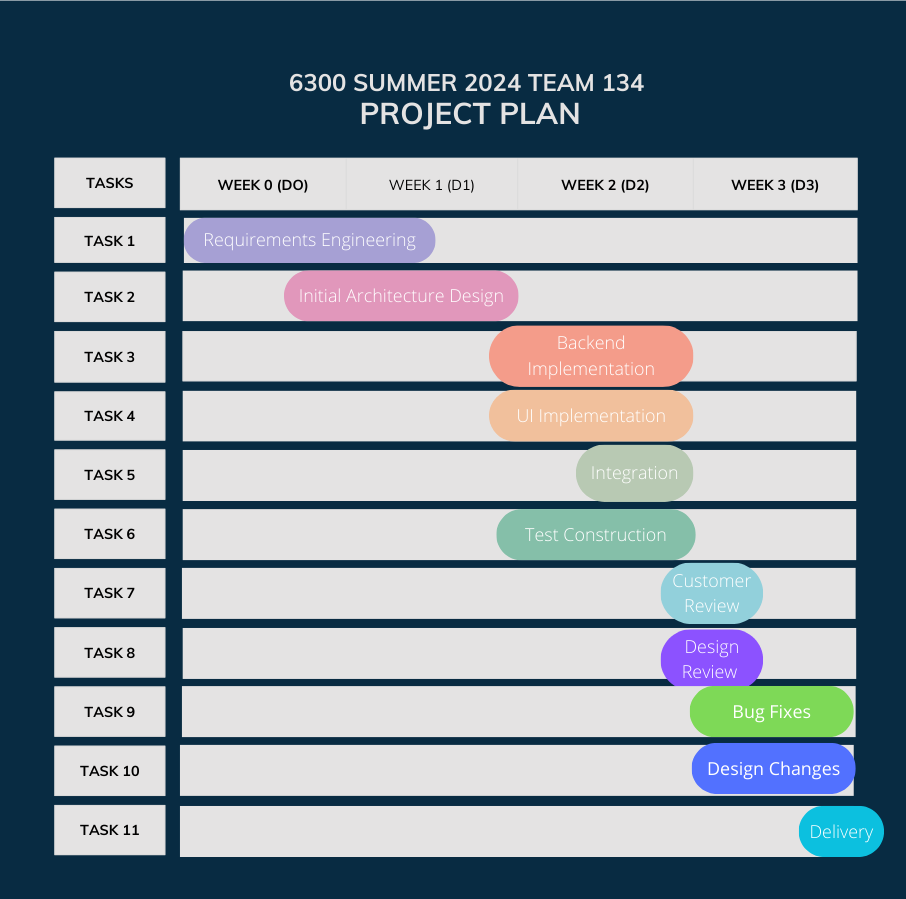 6300 SUMMER 2024 TEAM 134
PROJECT PLAN
TASKS
WEEK 0 (DO)
WEEK 1 (D1)
WEEK 2 (D2)
WEEK 3 (D3)
TASK 1
Requirements Engineering
TASK 2
Initial Architecture Design
TASK 3
Backend
Implementation
TASK 4
UI Implementation
TASK 5
Integration
TASK 6
Test Construction
TASK 7
Customer
Review
TASK 8
Design
Review
TASK 9
Bug Fixes
TASK 10
Design Changes
TASK 11
Delivery